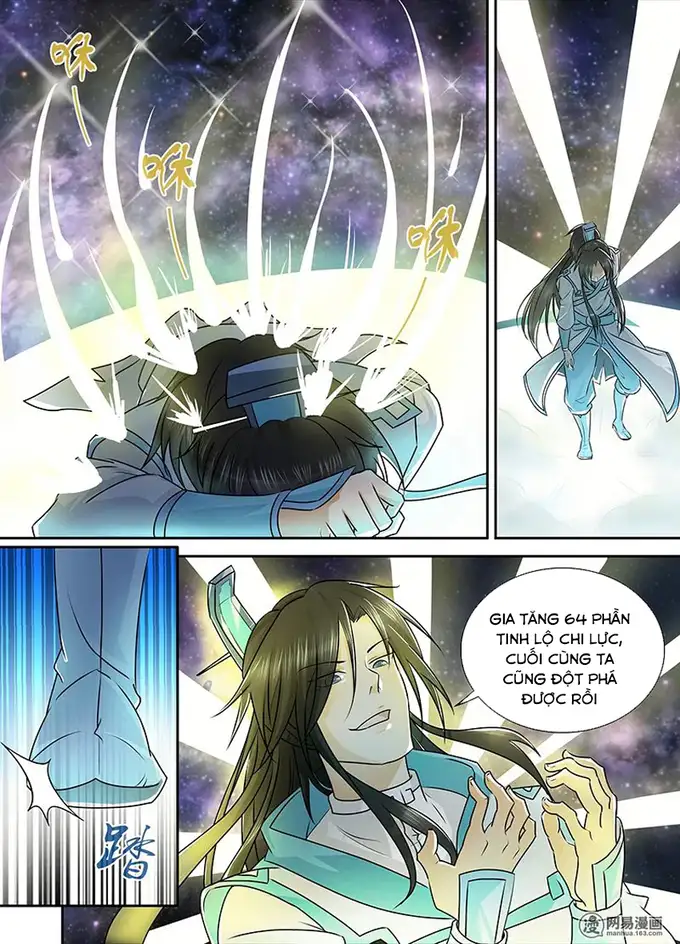 咻
咻
咻
GIA TĂNG 64 PHẦN
TINH LỘ CHI LỰC,
CUỐI CÙNG TA
CŨNG ĐỘT PHÁ
ĐƯỢC RỒI
踏
网易漫画
manhua.163.com